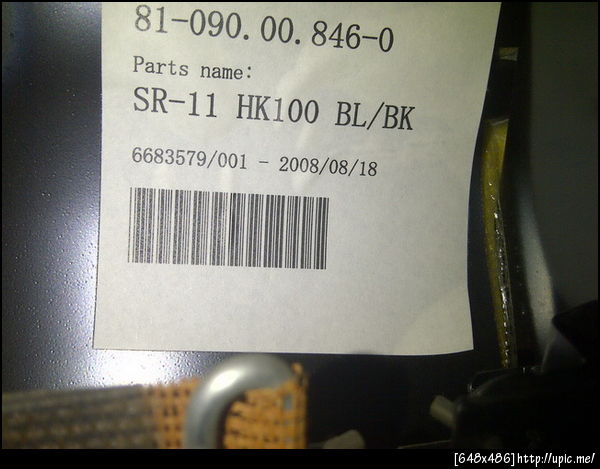 81-090.00.846-0
Parts name:
SR-11 HK100 BL/BK
6683579/001 - 2008/08/18
[648x486]http://upic.me/